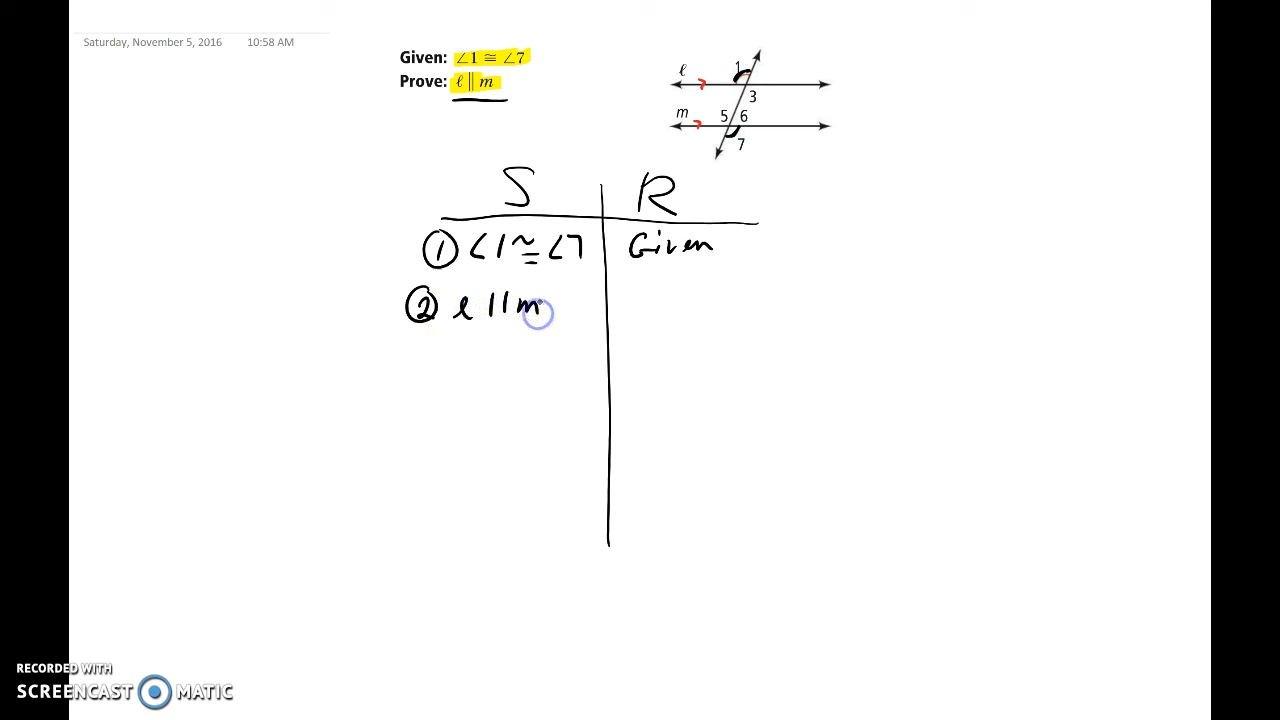 Saturday, November 5, 2016 10:58 AM
Given: ∠1 ≅ ∠7
Prove: ℓ ∥ m
ℓ 1
3
m 5 6
7
S R
① ∠1 ≅ ∠7 Given
② ℓ || m
RECORDED WITH
SCREENCAST MATIC